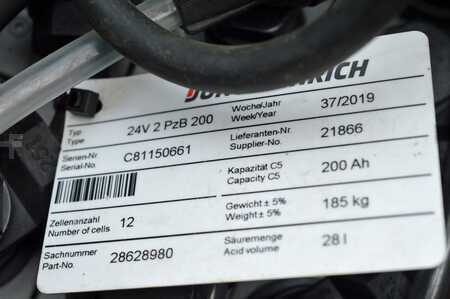 Typ
Type
24V 2 PzB 200
Woche/Jahr
Week/Year
37/2019
Serien-Nr.
Serial-No.
C81150661
Lieferanten-Nr.
Supplier-No.
21866
Kapazität C5
Capacity C5
200 Ah
Zellenanzahl
Number of cells
12
Gewicht ± 5%
Weight ± 5%
185 kg
Sachnummer
Part-No.
28628980
Säuremenge
Acid volume
28 l